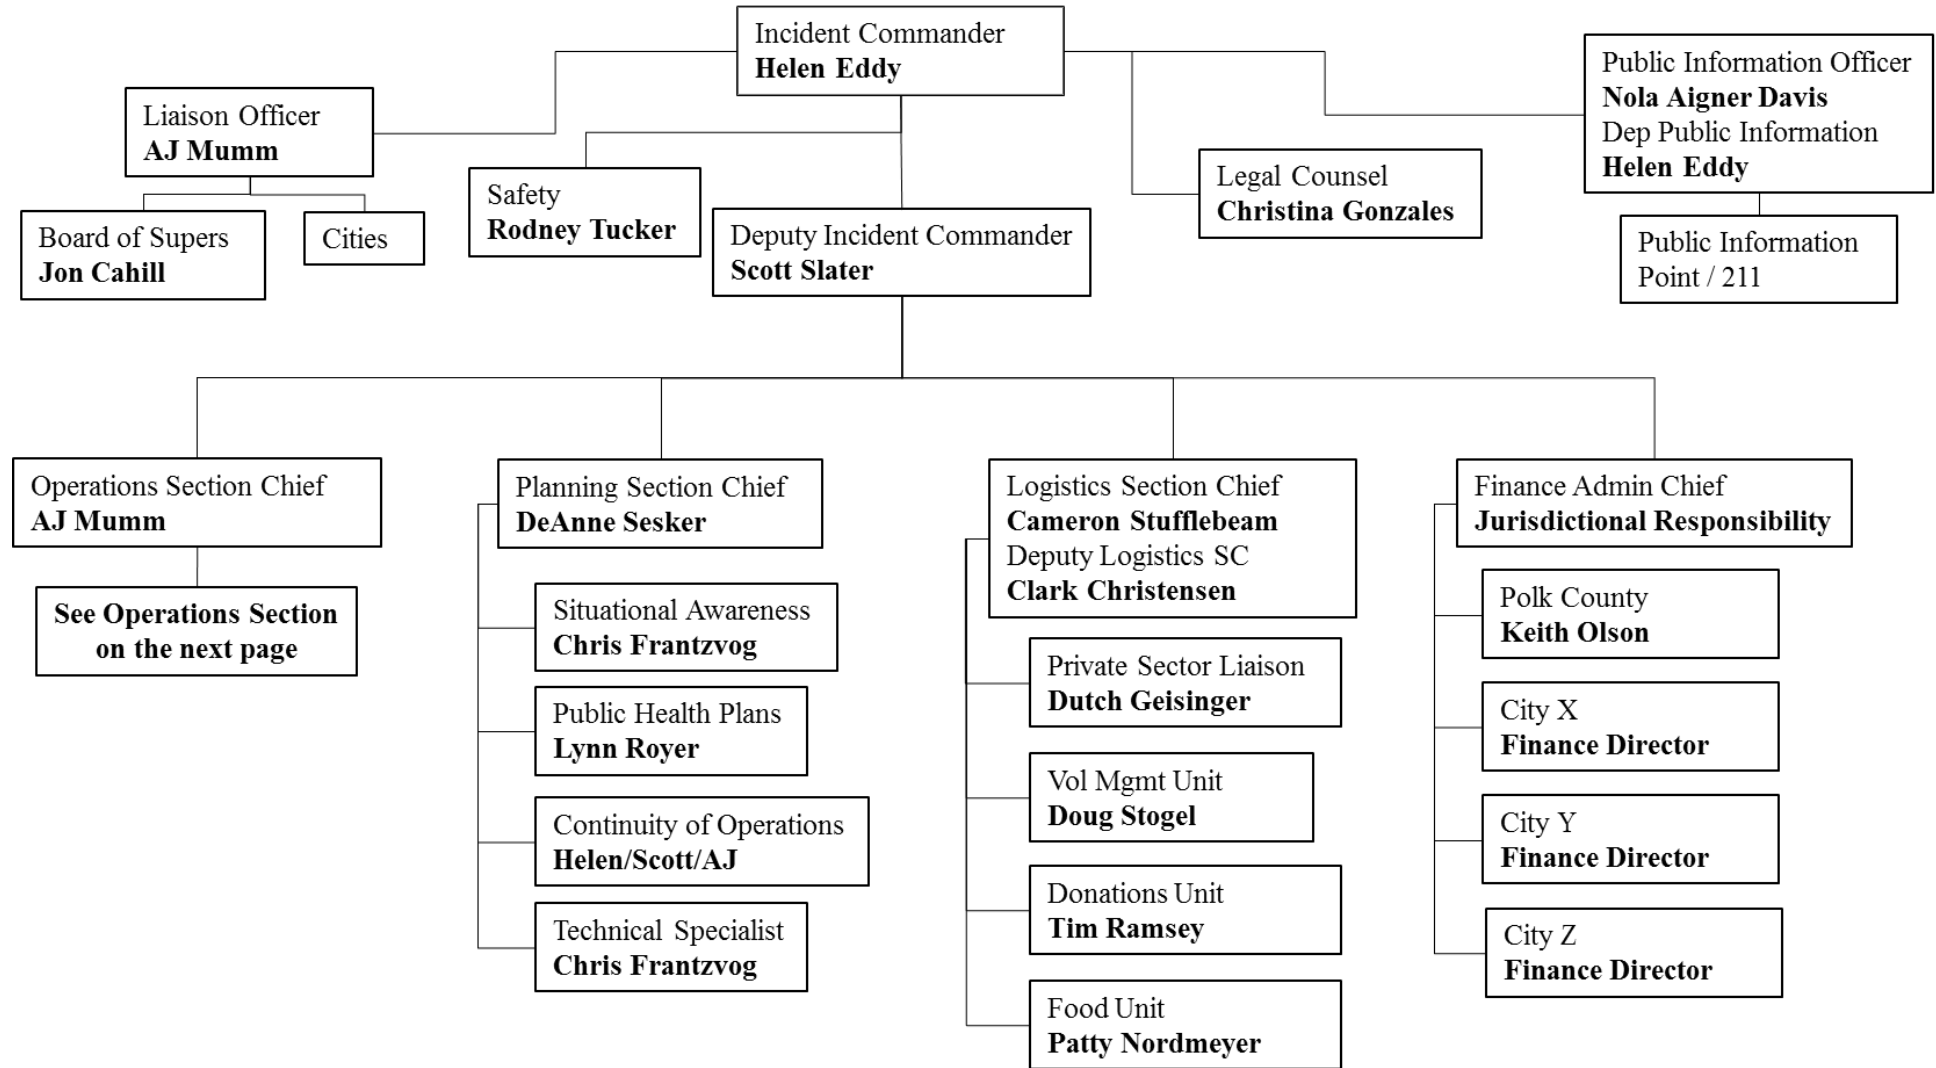 Incident Commander
Helen Eddy
Public Information Officer
Nola Aigner Davis
Dep Public Information
Helen Eddy
Liaison Officer
AJ Mumm
Legal Counsel
Christina Gonzales
Safety
Rodney Tucker
Board of Supers
Jon Cahill
Cities
Deputy Incident Commander
Scott Slater
Public Information
Point / 211
Operations Section Chief
AJ Mumm
See Operations Section
on the next page
Planning Section Chief
DeAnne Sesker
Situational Awareness
Chris Frantzvog
Public Health Plans
Lynn Royer
Continuity of Operations
Helen/Scott/AJ
Technical Specialist
Chris Frantzvog
Logistics Section Chief
Cameron Stufflebeam
Deputy Logistics SC
Clark Christensen
Private Sector Liaison
Dutch Geisinger
Vol Mgmt Unit
Doug Stogel
Donations Unit
Tim Ramsey
Food Unit
Patty Nordmeyer
Finance Admin Chief
Jurisdictional Responsibility
Polk County
Keith Olson
City X
Finance Director
City Y
Finance Director
City Z
Finance Director